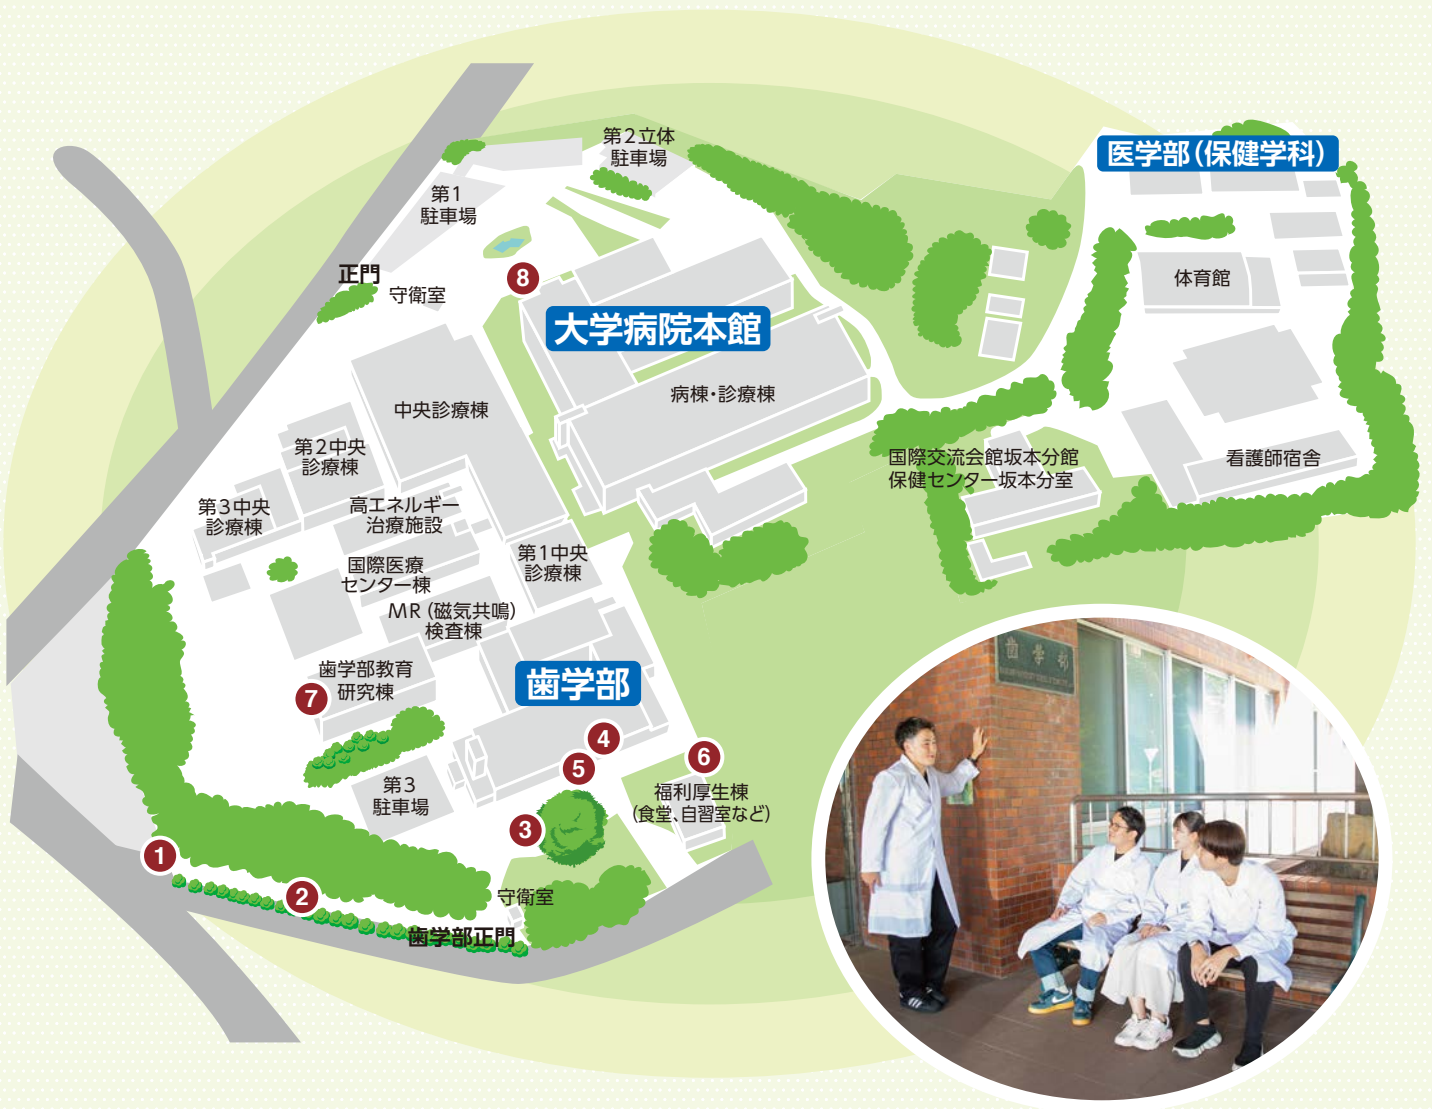 第2立体
駐車場
医学部(保健学科)
第1
駐車場
正門
守衛室
8
体育館
大学病院本館
病棟・診療棟
中央診療棟
第2中央
診療棟
国際交流会館坂本分館
保健センター坂本分室
看護師宿舎
第3中央
診療棟
高エネルギー
治療施設
第1中央
診療棟
国際医療
センター棟
MR(磁気共鳴)
検査棟
歯学部教育
研究棟
7
歯学部
歯学部
4
5
6
第3
駐車場
福利厚生棟
(食堂、自習室など)
3
1
2
守衛室
歯学部正門